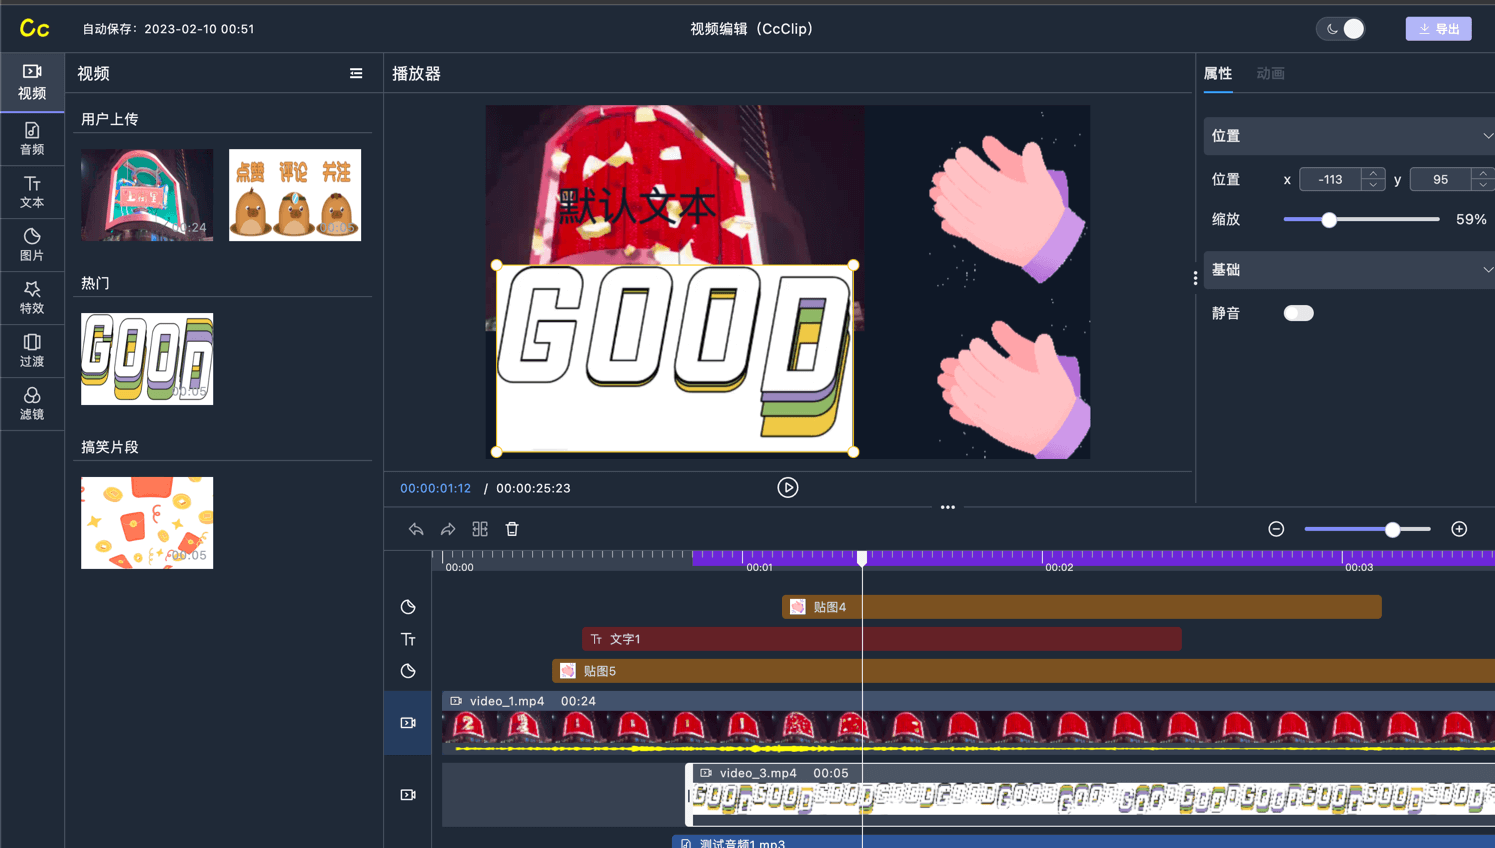 Cc
自动保存：2023-02-10 00:51
视频编辑（CcClip）
导出
视频
音频
文本
图片
特效
过渡
滤镜
视频
用户上传
00:24
点赞 评论 关注
00:05
热门
GOOD
00:05
搞笑片段
00:05
播放器
默认文本
GOOD
00:00:01:12 / 00:00:25:23
属性 动画
位置
位置 x -113 y 95
缩放 59%
基础
静音
00:00 00:01 00:02 00:03
贴图4
Tт 文字1
贴图5
video_1.mp4 00:24
video_3.mp4 00:05
测试音频1.mp3